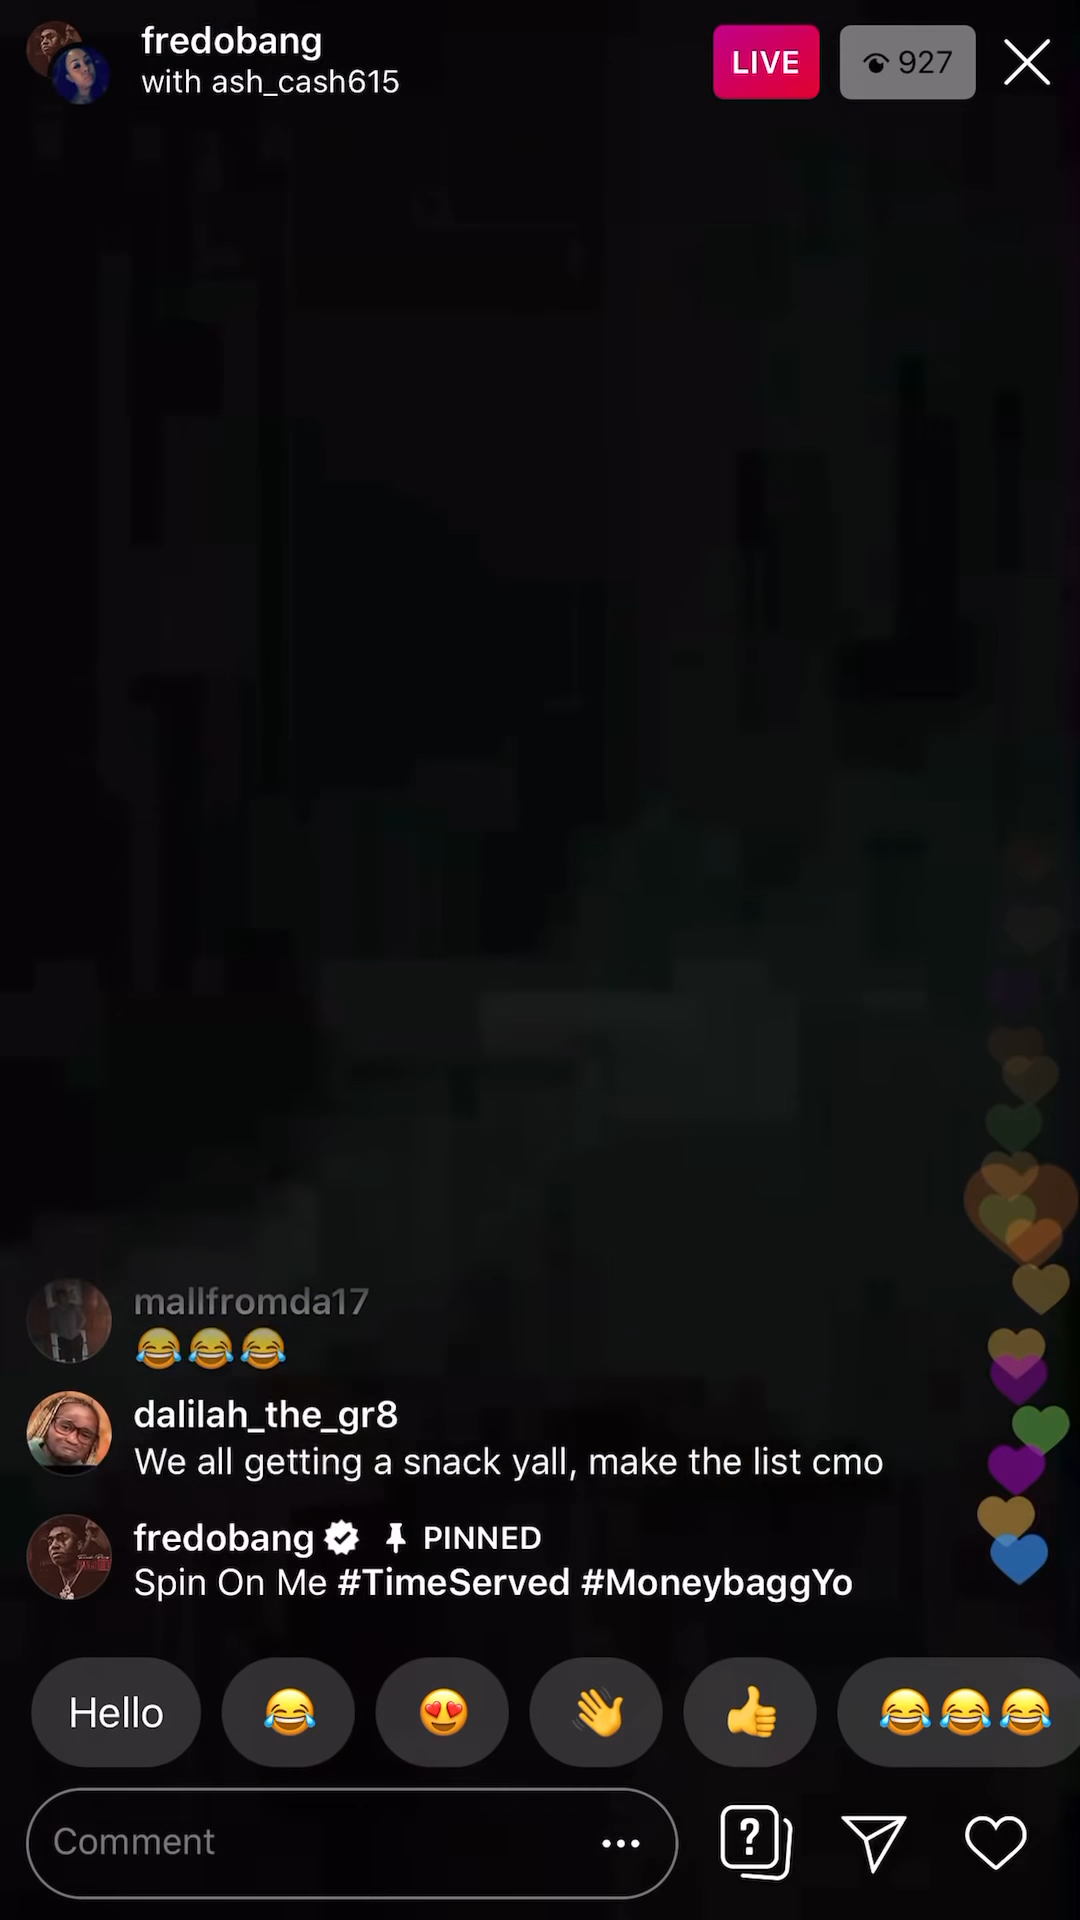 fredobang
with ash_cash615
LIVE
927
mallfromda17
😂😂😂
dalilah_the_gr8
We all getting a snack yall, make the list cmo
fredobang PINNED
Spin On Me #TimeServed #MoneybaggYo
Hello 😂 😍 👋 👍 😂😂😂
Comment